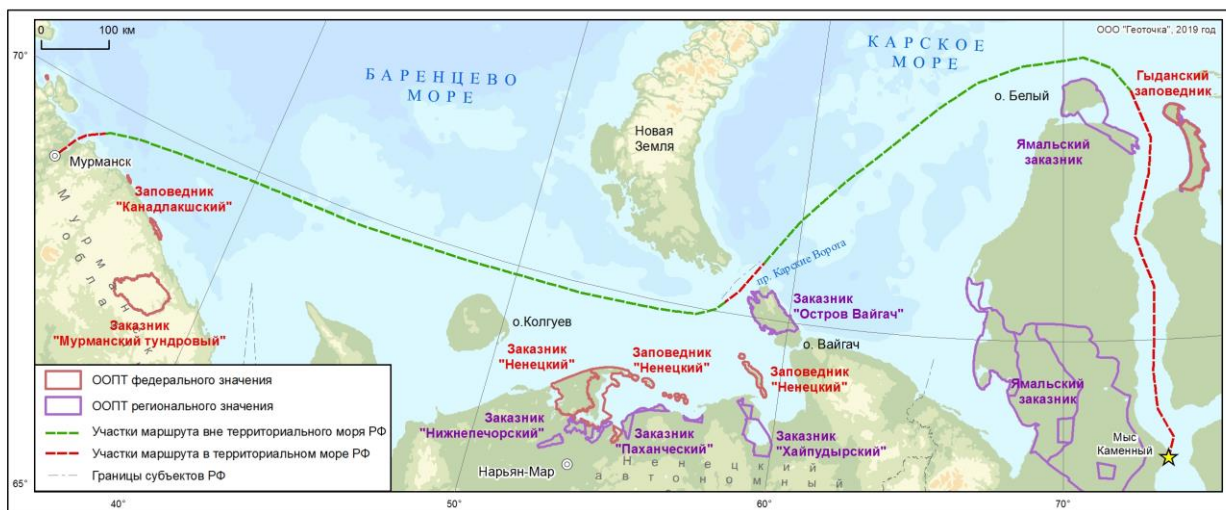 0 100 км
ООО "Геоточка", 2019 год
70°
БАРЕНЦЕВО
МОРЕ
КАРСКОЕ
МОРЕ
Гыданский
заповедник
о. Белый
Новая
Земля
Мурманск
Ямальский
заказник
Заповедник
"Канадлакшский"
Мурманск
область
пр. Карские Ворота
Заказник
"Остров Вайгач"
Заказник
"Мурманский тундровый"
о.Колгуев
о. Вайгач
Заказник
"Ненецкий"
Заповедник
"Ненецкий"
Заповедник
"Ненецкий"
Ямальский
заказник
ООПТ федерального значения
ООПТ регионального значения
Участки маршрута вне территориального моря РФ
Участки маршрута в территориальном море РФ
Границы субъектов РФ
Заказник
"Нижнепечорский"
Заказник
"Паханческий"
Заказник
"Хайпудырский"
Мыс
Каменный
Нарьян-Мар
Ненецкий
автономный
65°
40°
50°
60°
70°